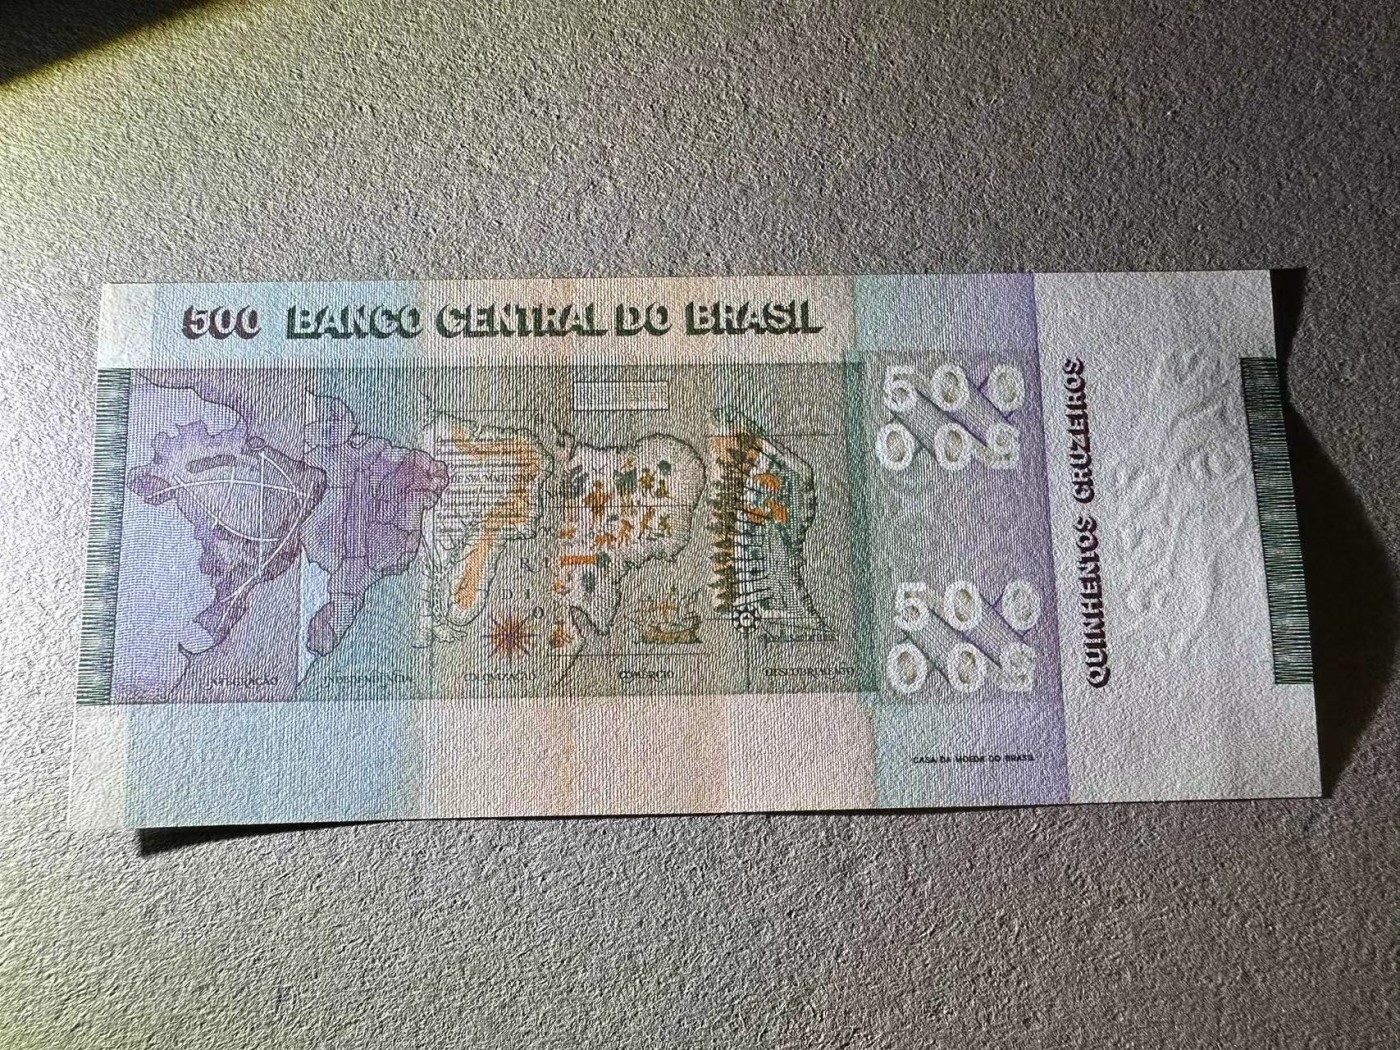 500 BANCO CENTRAL DO BRASIL
500
500
500
500
QUINHENTOS CRUZEIROS
INTEGRAÇÃO
INDEPENDÊNCIA
COLONIZAÇÃO
COMÉRCIO
DESCOBRIMENTO
CASA DA MOEDA DO BRASIL